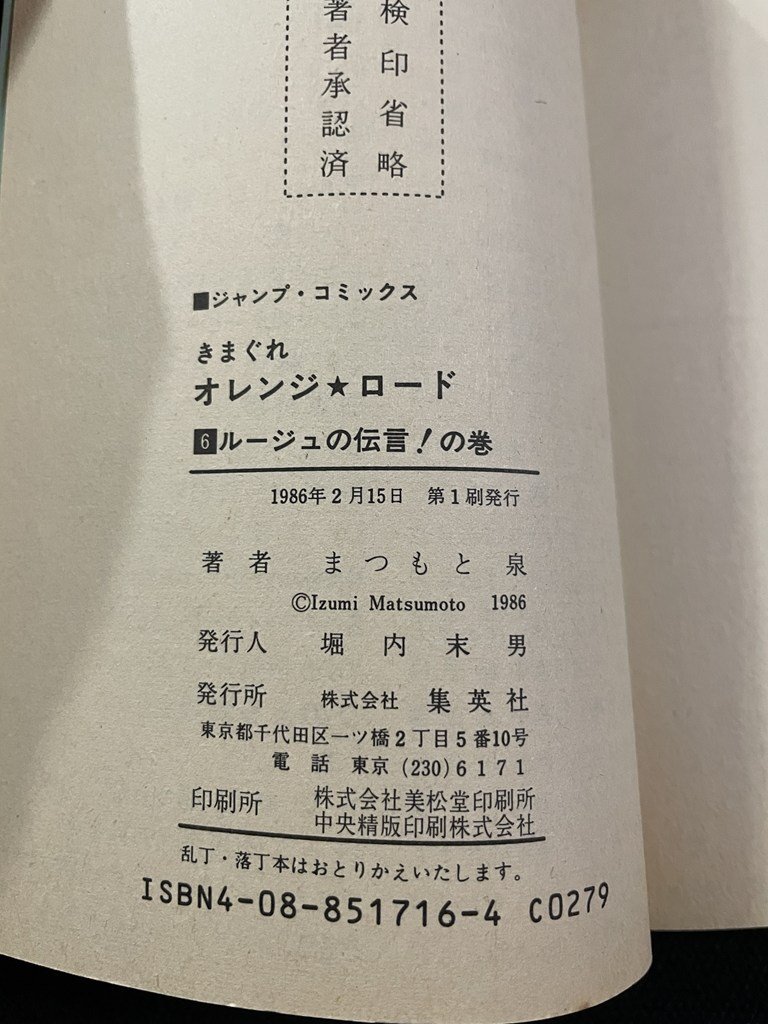 検印省略
著者承認済
■ジャンプ・コミックス
きまぐれ
オレンジ★ロード
6 ルージュの伝言!の巻
1986年2月15日 第1刷発行
著者 まつもと泉
©Izumi Matsumoto 1986
発行人 堀内末男
発行所 株式会社 集英社
東京都千代田区一ツ橋2丁目5番10号
電話 東京 (230) 6171
印刷所 株式会社美松堂印刷所
中央精版印刷株式会社
乱丁・落丁本はおとりかえいたします。
ISBN4-08-851716-4 C0279